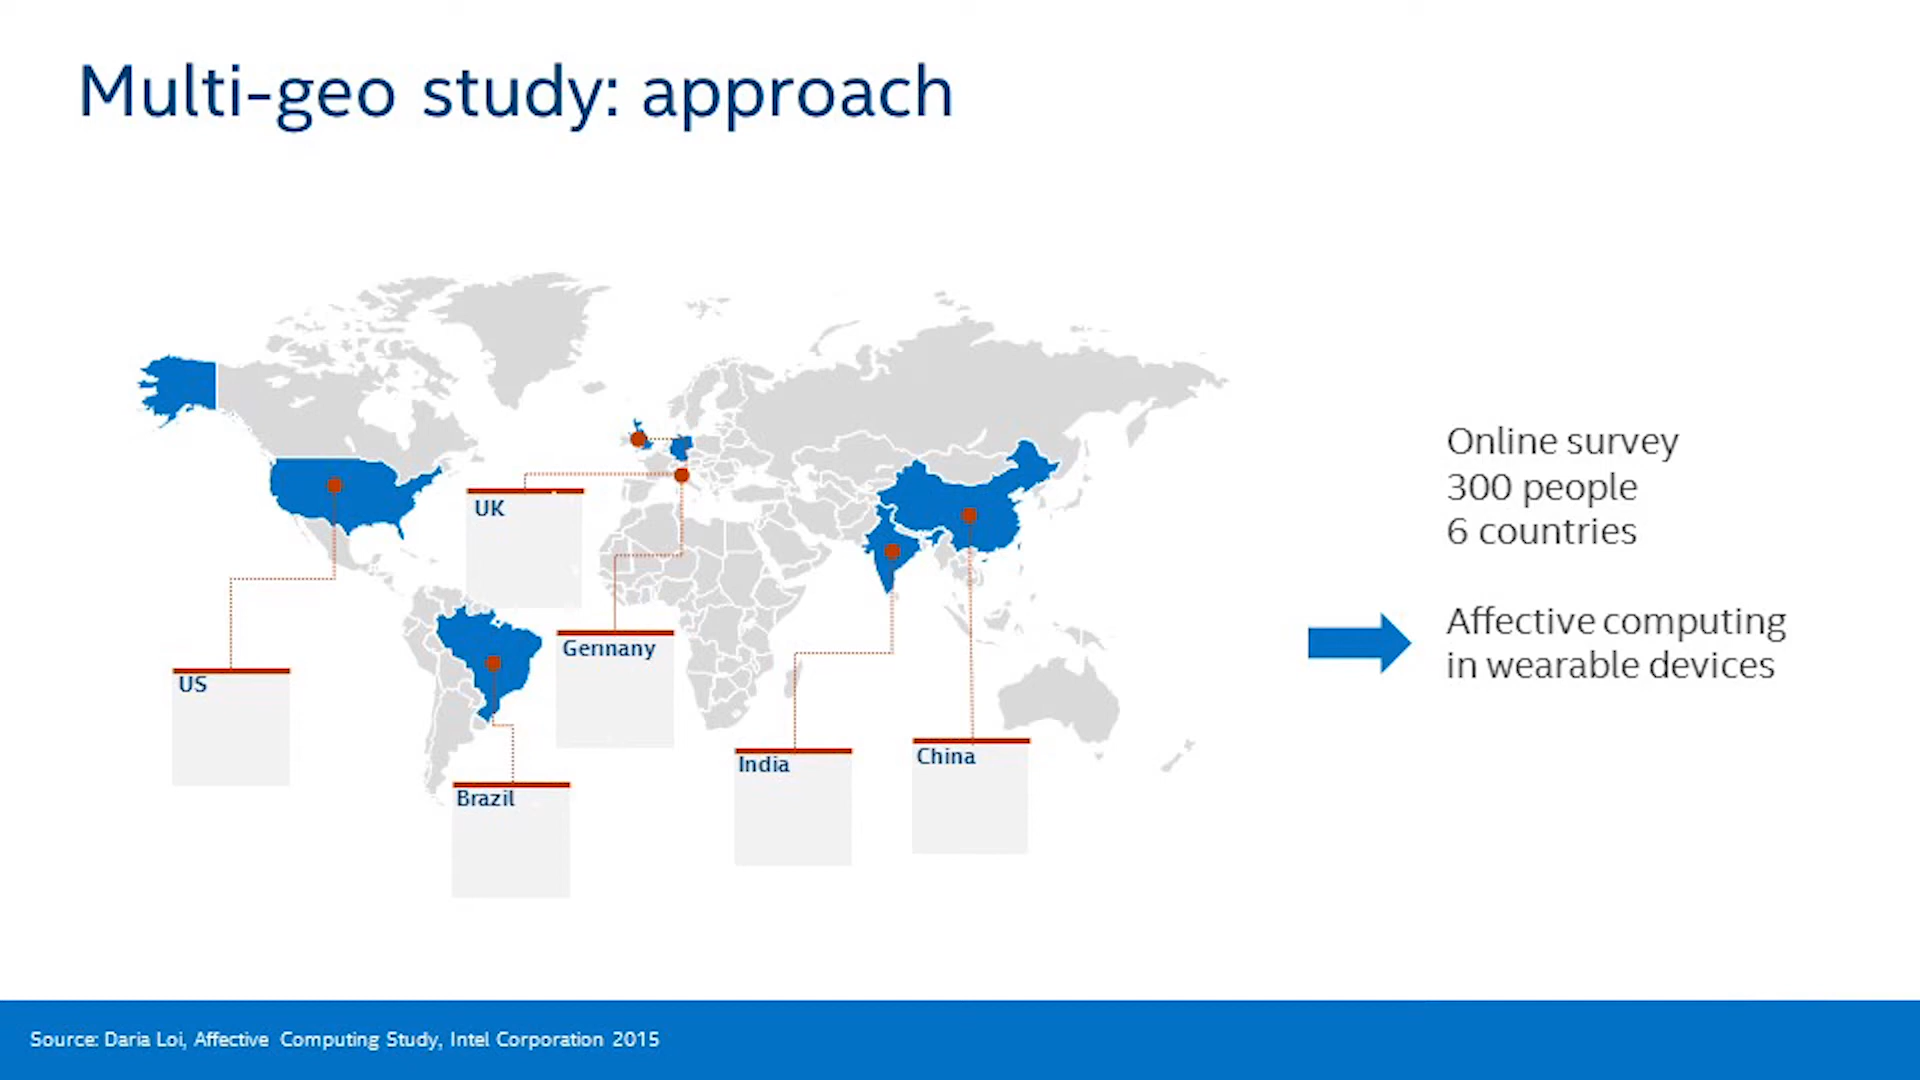 Multi-geo study: approach
UK
Germany
US
India
China
Brazil
Online survey
300 people
6 countries
Affective computing
in wearable devices
Source: Daria Loi, Affective Computing Study, Intel Corporation 2015